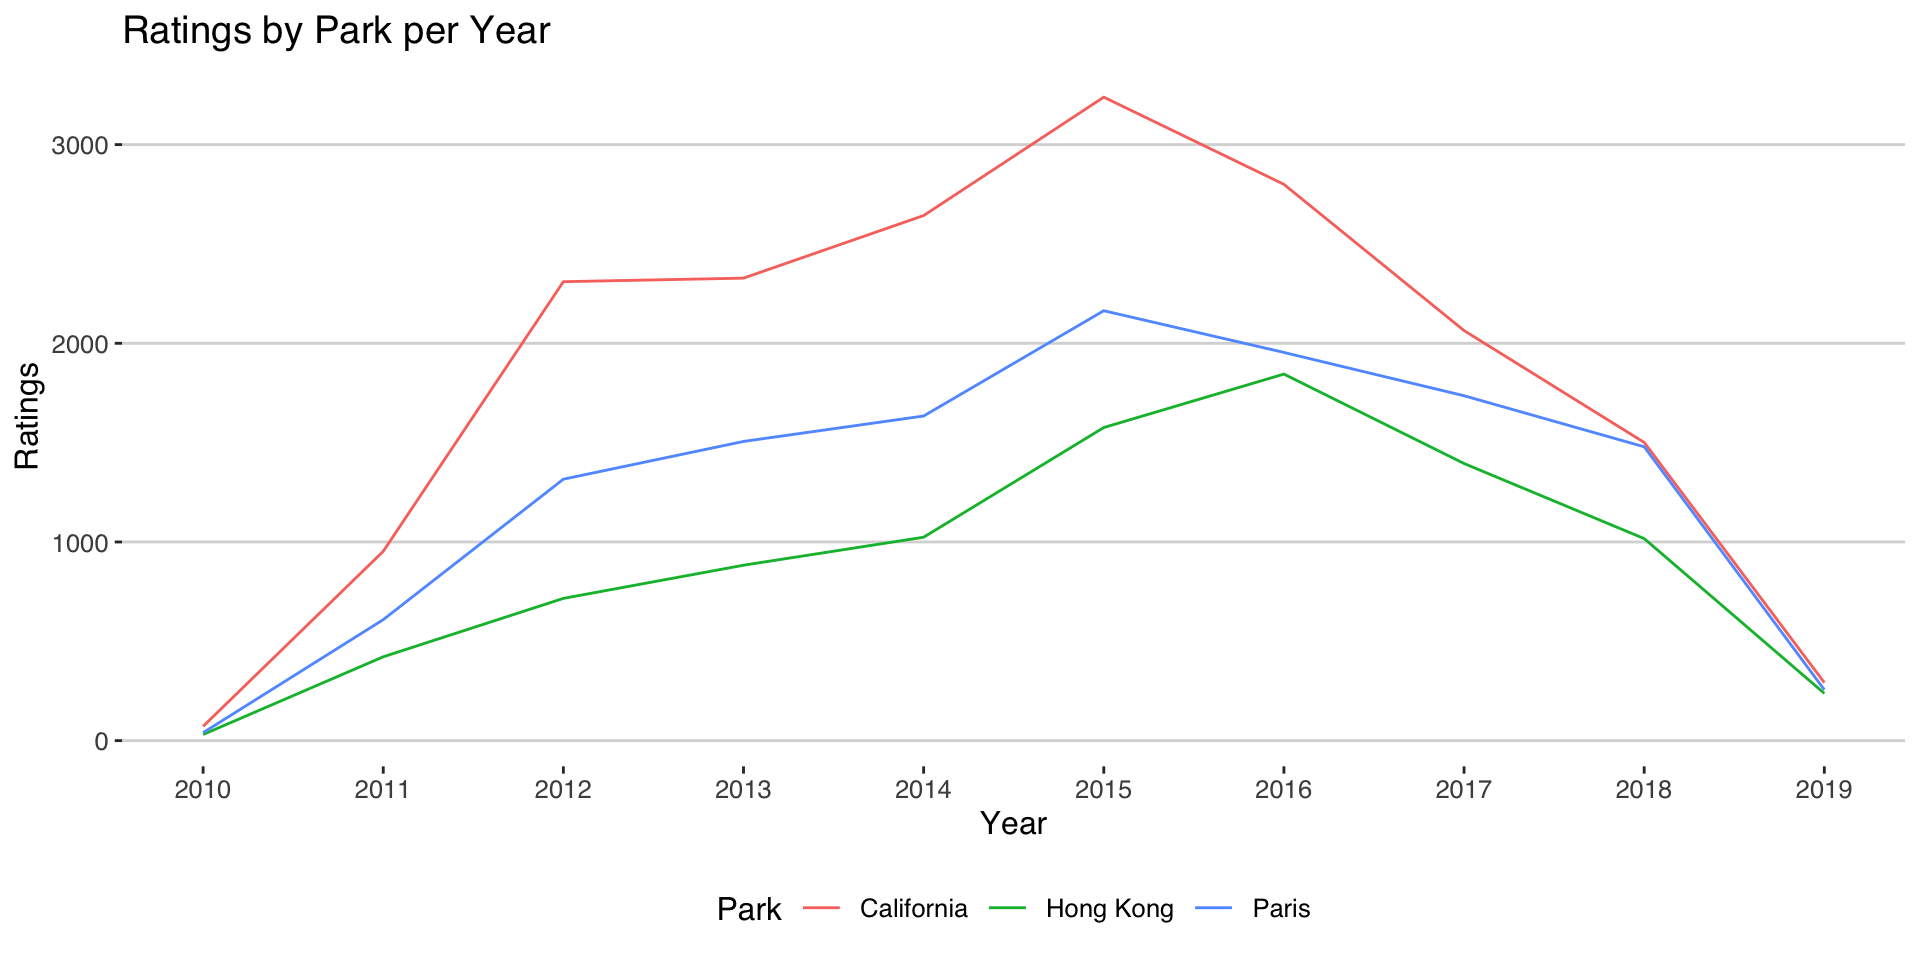 Ratings by Park per Year
3000
2000
1000
0
Ratings
2010 2011 2012 2013 2014 2015 2016 2017 2018 2019
Year
Park California Hong Kong Paris